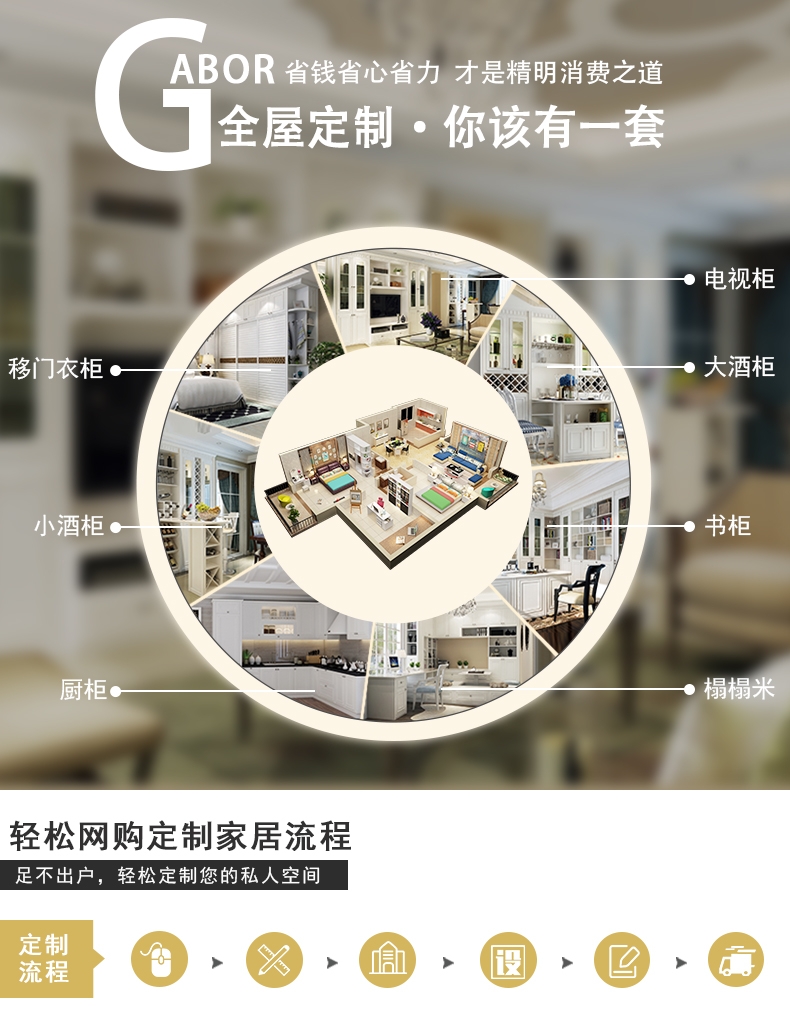 GABOR 省钱省心省力 才是精明消费之道
全屋定制·你该有一套
电视柜
移门衣柜
大酒柜
小酒柜
书柜
厨柜
榻榻米
轻松网购定制家居流程
足不出户，轻松定制您的私人空间
定制
流程
设